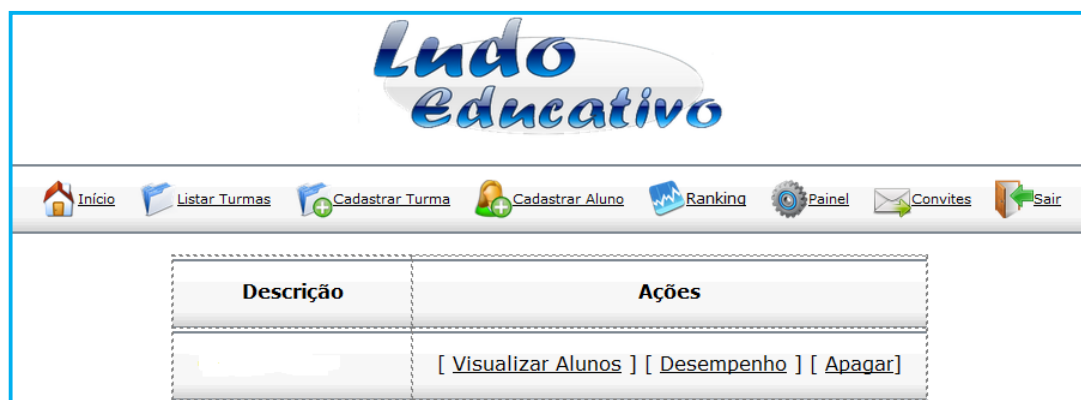 Ludo
Educativo
Início Listar Turmas Cadastrar Turma Cadastrar Aluno Ranking Painel Convites Sair
Descrição Ações
[ Visualizar Alunos ] [ Desempenho ] [ Apagar]